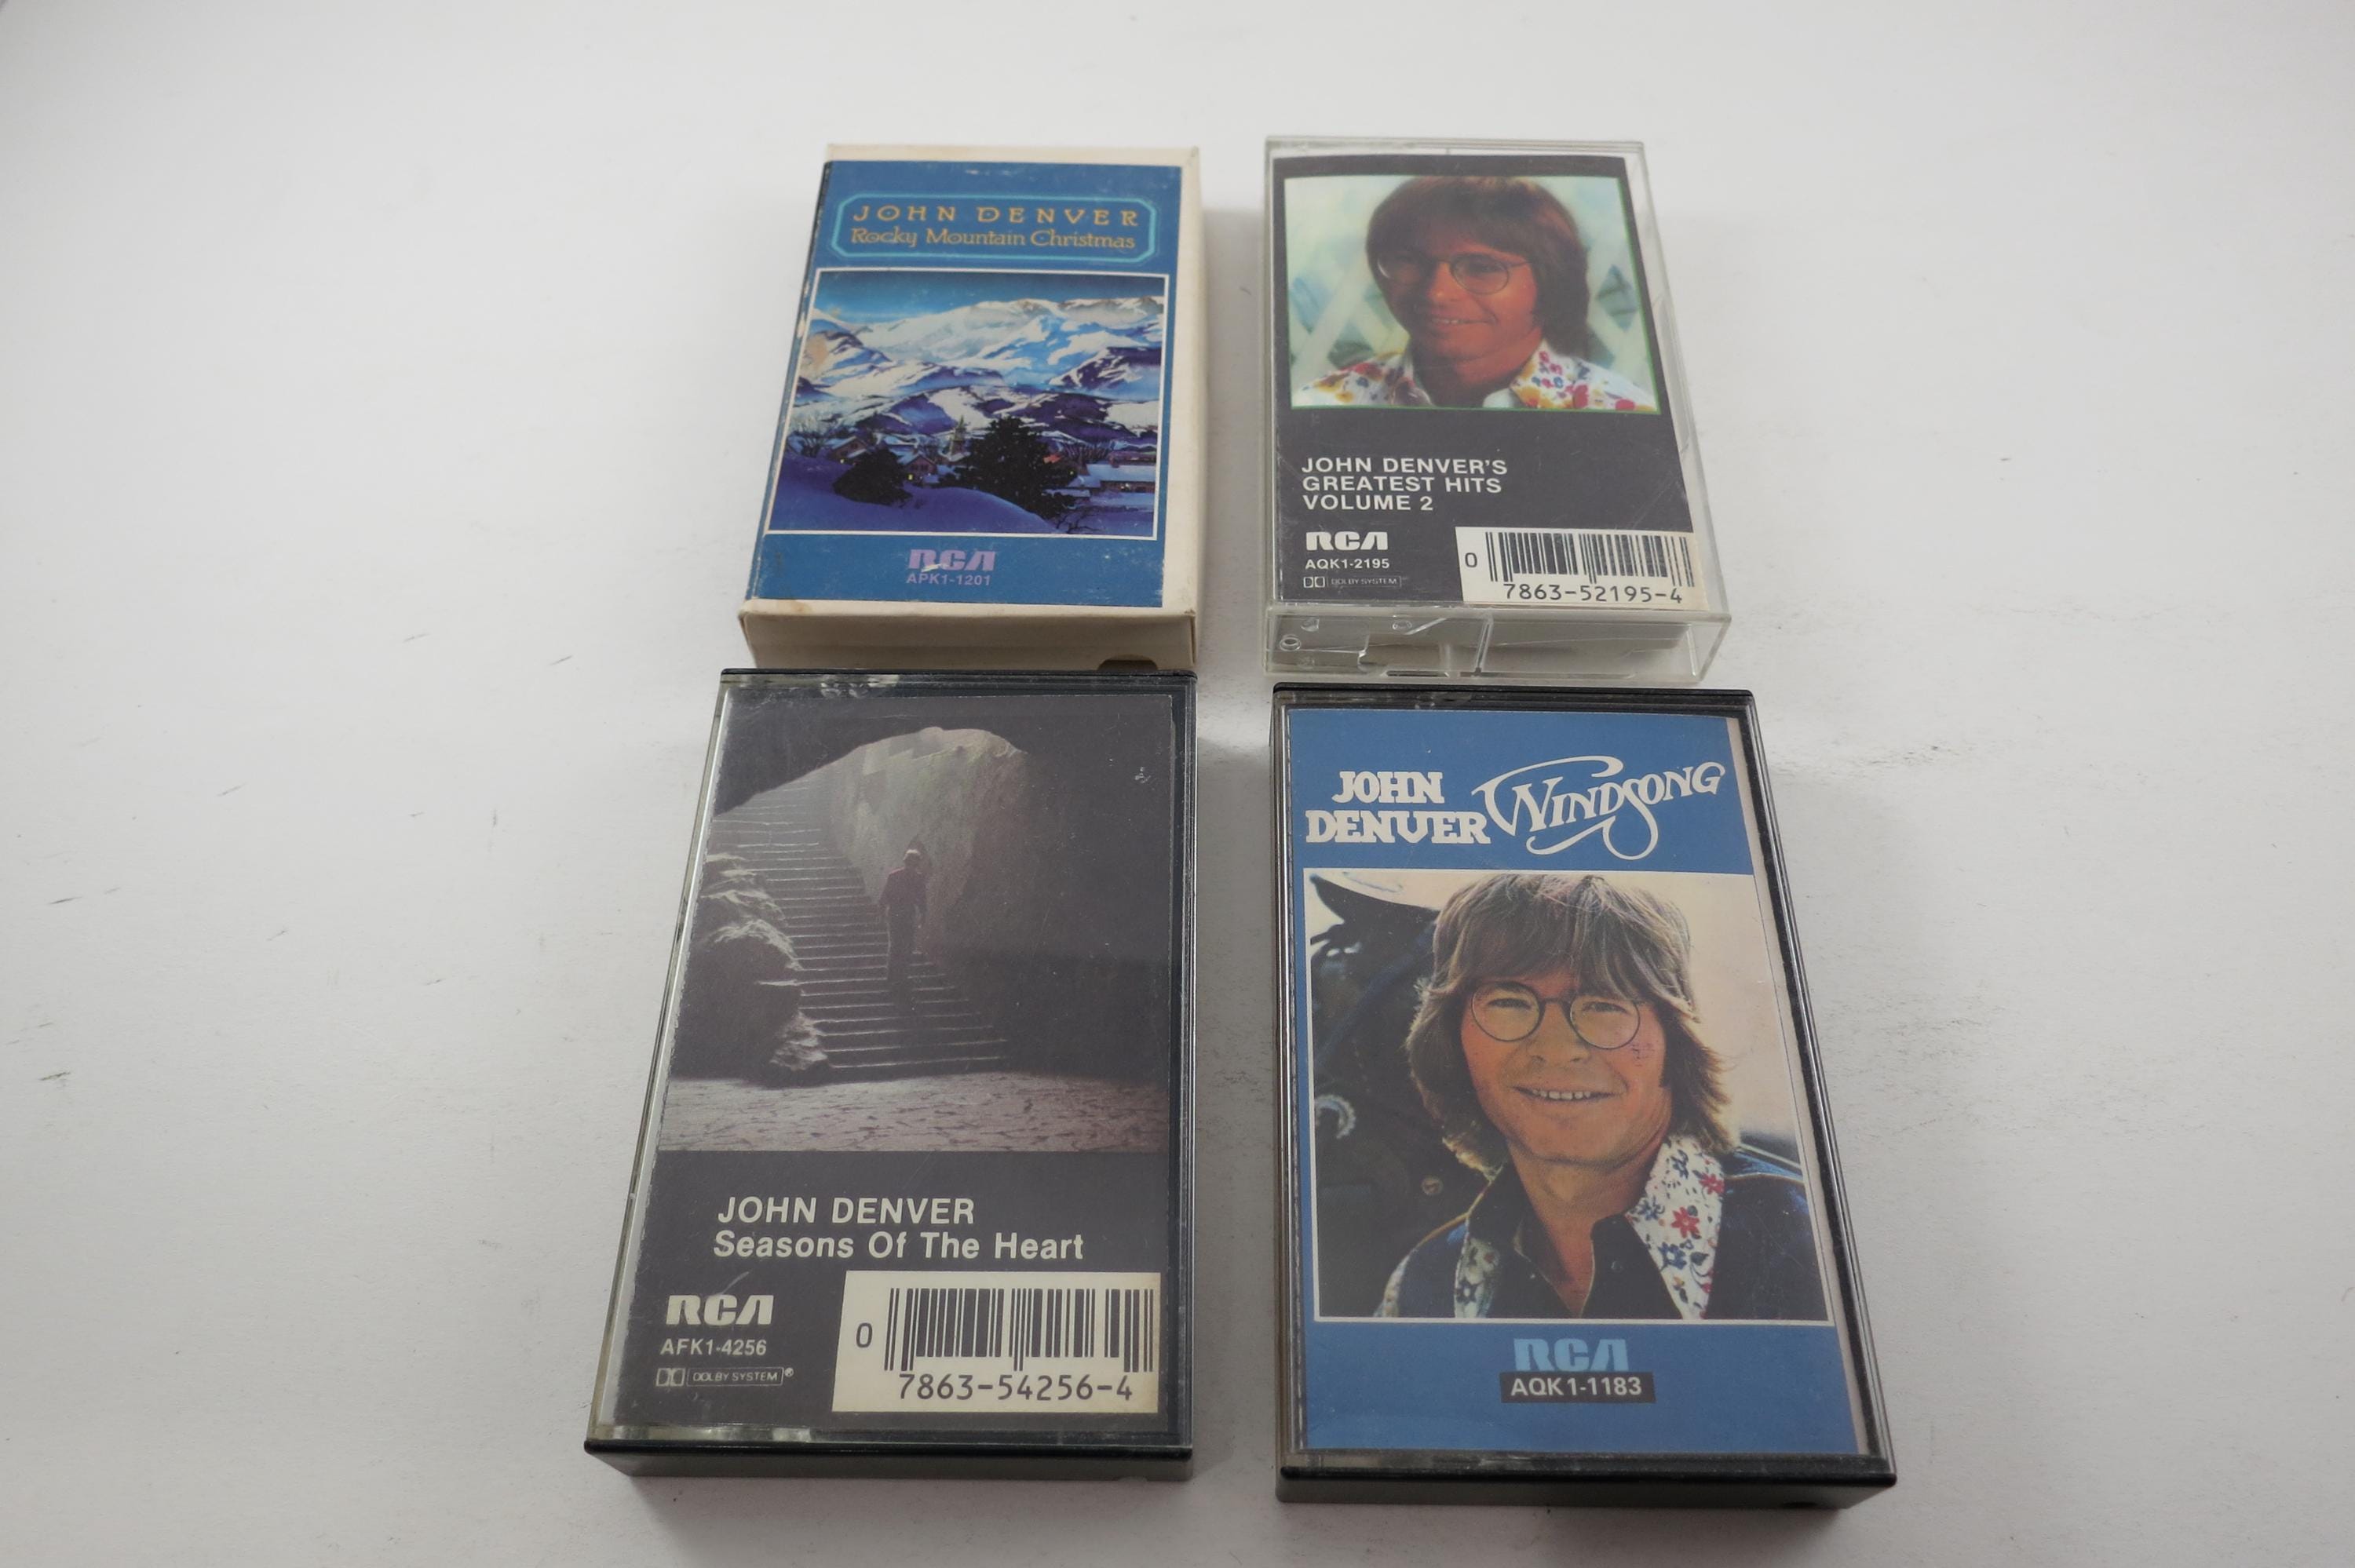 JOHN DENVER
Rocky Mountain Christmas
RCA
APK1-1201
JOHN DENVER'S
GREATEST HITS
VOLUME 2
RCA
AQK1-2195
DOLBY SYSTEM
0
7863-52195-4
JOHN DENVER
Seasons Of The Heart
RCA
AFK1-4256
DOLBY SYSTEM®
0
7863-54256-4
JOHN
DENVER
WINDSONG
RCA
AQK1-1183